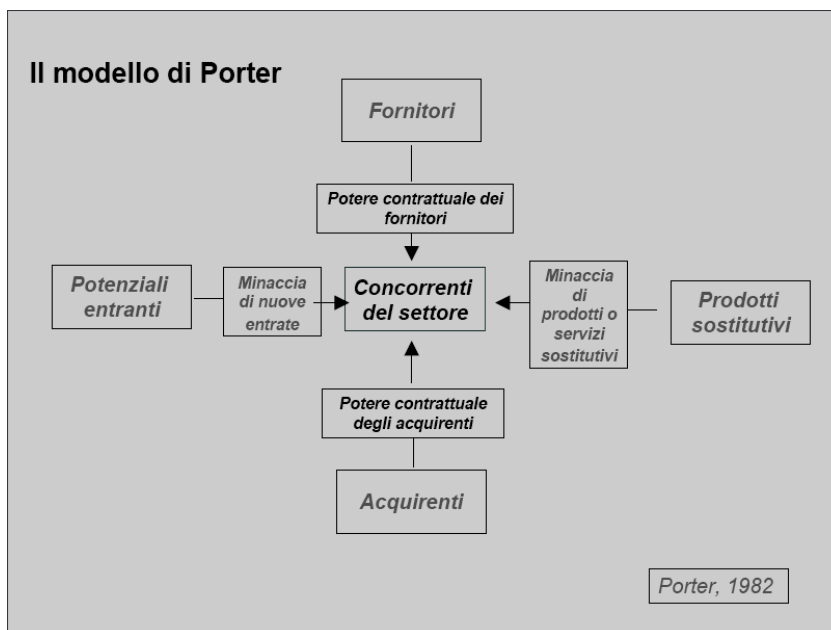 Il modello di Porter
Fornitori
Potere contrattuale dei
fornitori
Potenziali
entranti
Minaccia
di nuove
entrate
Concorrenti
del settore
Minaccia
di
prodotti o
servizi
sostitutivi
Prodotti
sostitutivi
Potere contrattuale
degli acquirenti
Acquirenti
Porter, 1982